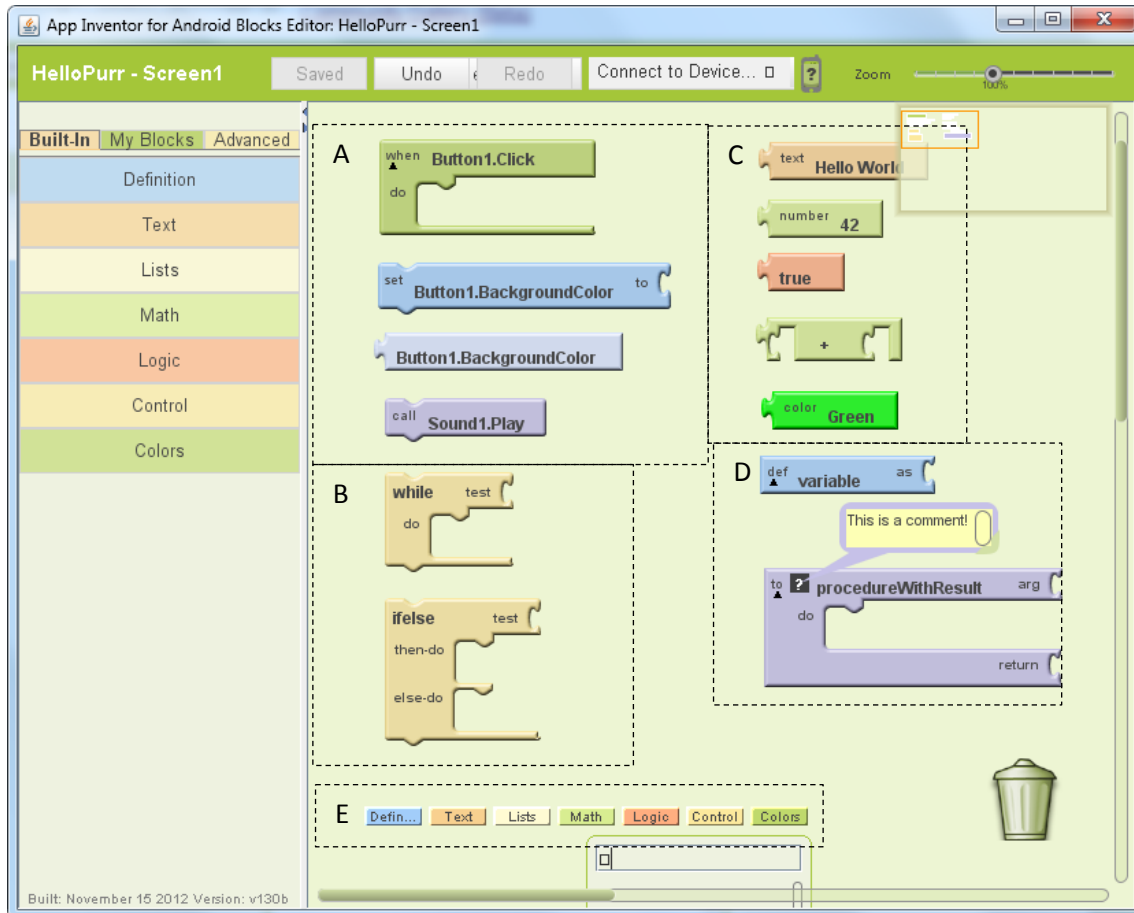 App Inventor for Android Blocks Editor: HelloPurr - Screen1
HelloPurr - Screen1
Saved
Undo
Redo
Connect to Device...
?
Zoom
100%
Built-In My Blocks Advanced
Definition
Text
Lists
Math
Logic
Control
Colors
A
when Button1.Click
do
set Button1.BackgroundColor to
Button1.BackgroundColor
call Sound1.Play
B
while test
do
ifelse test
then-do
else-do
C
text Hello World
number 42
true
+
color Green
D
def variable as
This is a comment!
to ? procedureWithResult arg
do
return
E
Defin... Text Lists Math Logic Control Colors
Built: November 15 2012 Version: v130b